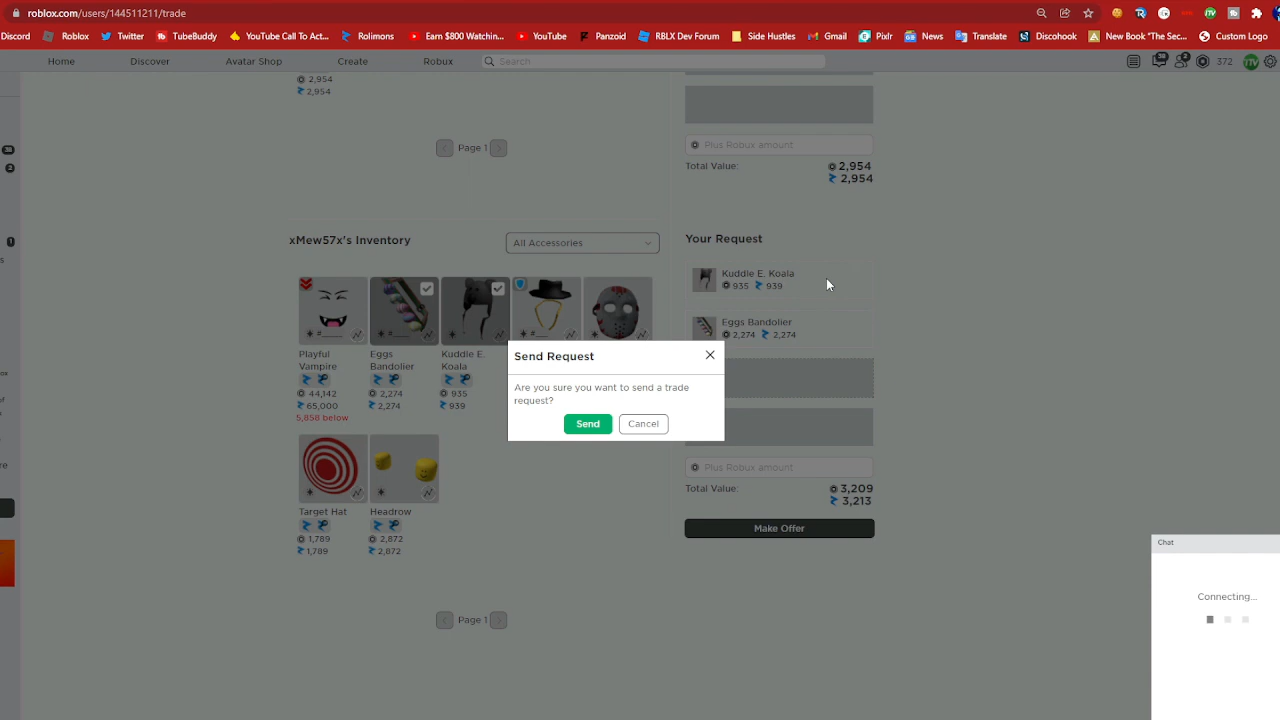 roblox.com/users/144511211/trade
Discord Roblox Twitter TubeBuddy YouTube Call To Act... Rolimons Earn $800 Watchin... YouTube Panzoid RBLX Dev Forum Side Hustles Gmail Pixlr News Translate Discohook New Book "The Sec... Custom Logo
Home Discover Avatar Shop Create Robux Search 38 2 372
2,954
2,954
Page 1
Plus Robux amount
Total Value: 2,954
2,954
38
2
1
xMew57x's Inventory All Accessories
Your Request
Kuddle E. Koala
935 939
Eggs Bandolier
2,274 2,274
Playful Vampire
44,142
65,000
5,858 below
Eggs Bandolier
2,274
2,274
Kuddle E. Koala
935
939
Send Request
Are you sure you want to send a trade
request?
Send Cancel
Plus Robux amount
Total Value: 3,209
3,213
Make Offer
Target Hat
1,789
1,789
Headrow
2,872
2,872
Page 1
Chat
Connecting...